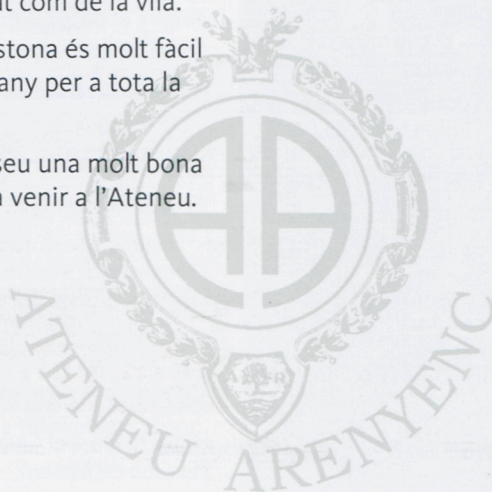 t com de la vila.
stona és molt fàcil
any per a tota la
seu una molt bona
venir a l'Ateneu.
AA
ATENEU ARENYENC